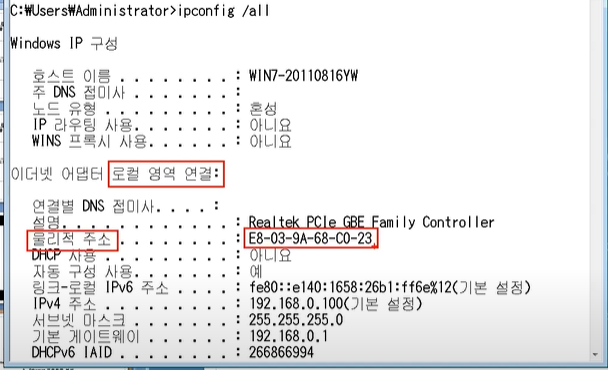 C:₩Users₩Administrator>ipconfig /all
Windows IP 구성
호스트 이름 . . . . . . . . : WIN7-20110816YW
주 DNS 접미사 . . . . . . . :
노드 유형 . . . . . . . . . : 혼성
IP 라우팅 사용. . . . . . . : 아니요
WINS 프록시 사용. . . . . . : 아니요
이더넷 어댑터 로컬 영역 연결:
연결별 DNS 접미사. . . . :
설명. . . . . . . . . . . . : Realtek PCIe GBE Family Controller
물리적 주소 . . . . . . . . : E8-03-9A-68-C0-23
DHCP 사용 . . . . . . . . . : 아니요
자동 구성 사용. . . . . . . : 예
링크-로컬 IPv6 주소 . . . . : fe80::e140:1658:26b1:ff6e%12(기본 설정)
IPv4 주소 . . . . . . . . . : 192.168.0.100(기본 설정)
서브넷 마스크 . . . . . . . : 255.255.255.0
기본 게이트웨이 . . . . . . : 192.168.0.1
DHCPv6 IAID . . . . . . . . : 266866994